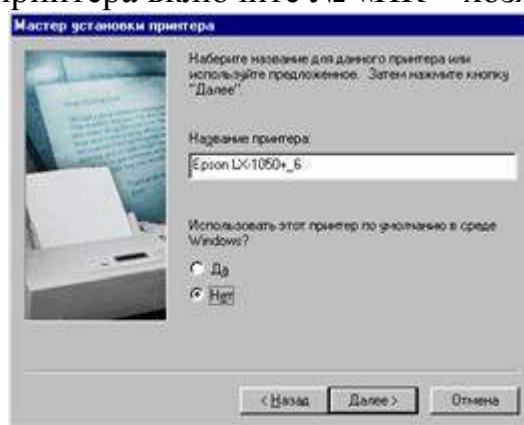 принтера включите № «ПК
Мастер установки принтера
Наберите название для данного принтера или
используйте предложенное. Затем нажмите кнопку
"Далее".
Название принтера:
Epson LX-1050+_6
Использовать этот принтер по умолчанию в среде
Windows?
Да
Нет
< Назад
Далее >
Отмена